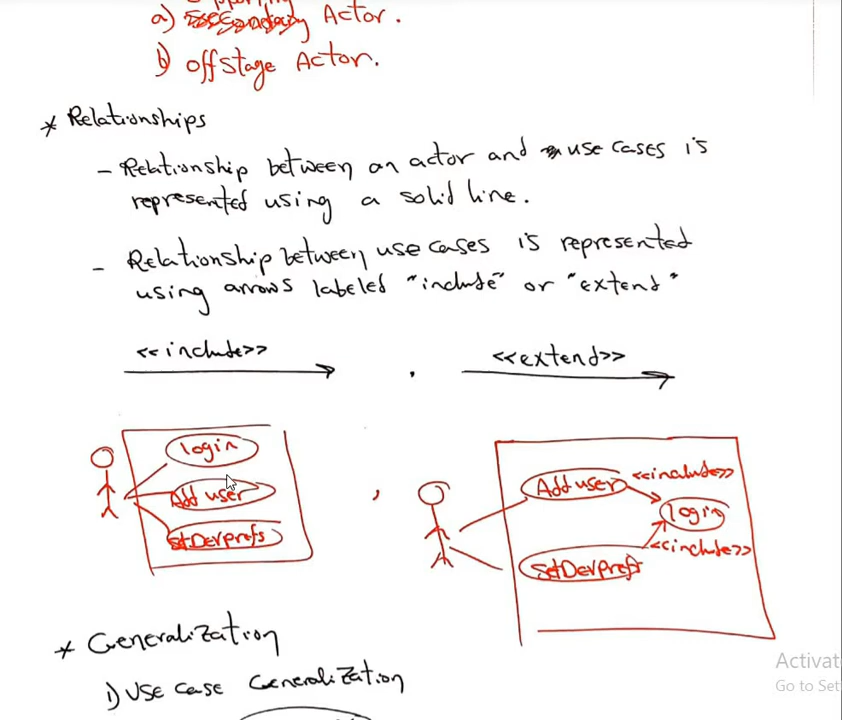 a) Actor.
b) offstage Actor.
* Relationships
- Relationship between an actor and use cases is
represented using a solid line.
- Relationship between use cases is represented
using arrows labeled "include" or "extend"
<<include>> , <<extend>>
login
Add user
setDevprefs
,
Add user <<include>>
login
<<include>>
setDevpref
* Generalization
i) Use case Generalization
Activat
Go to Set